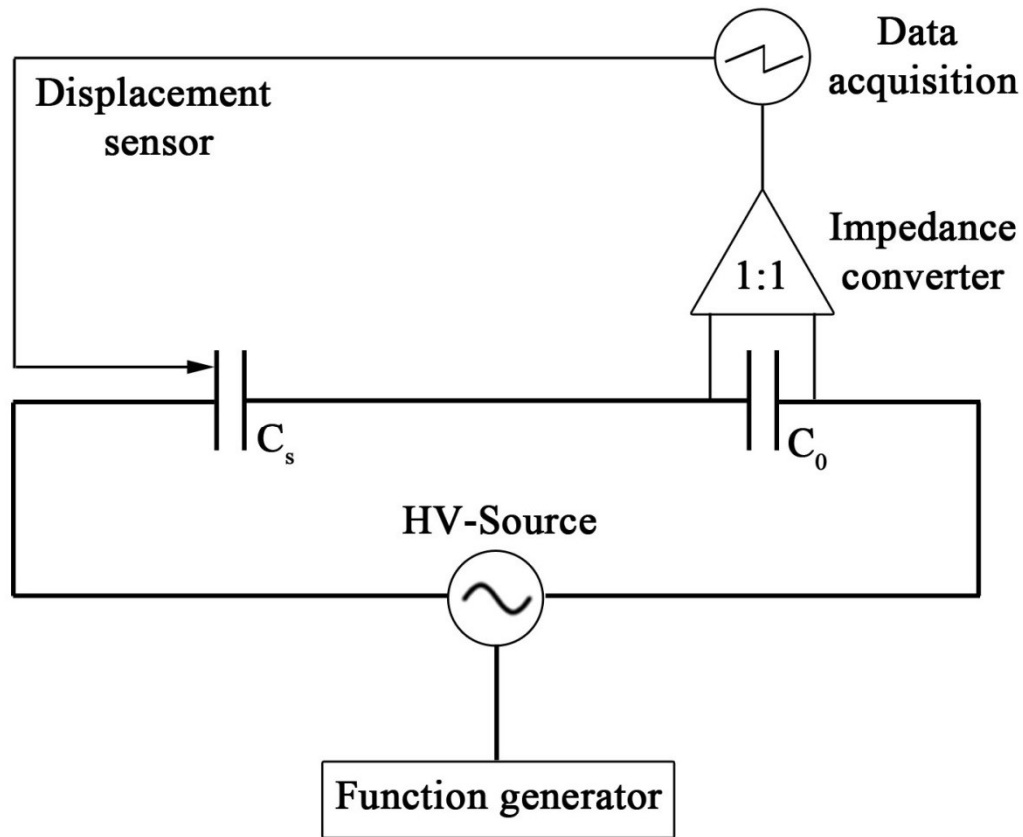 Data
acquisition
Displacement
sensor
Impedance
converter
1:1
Cs
C0
HV-Source
Function generator